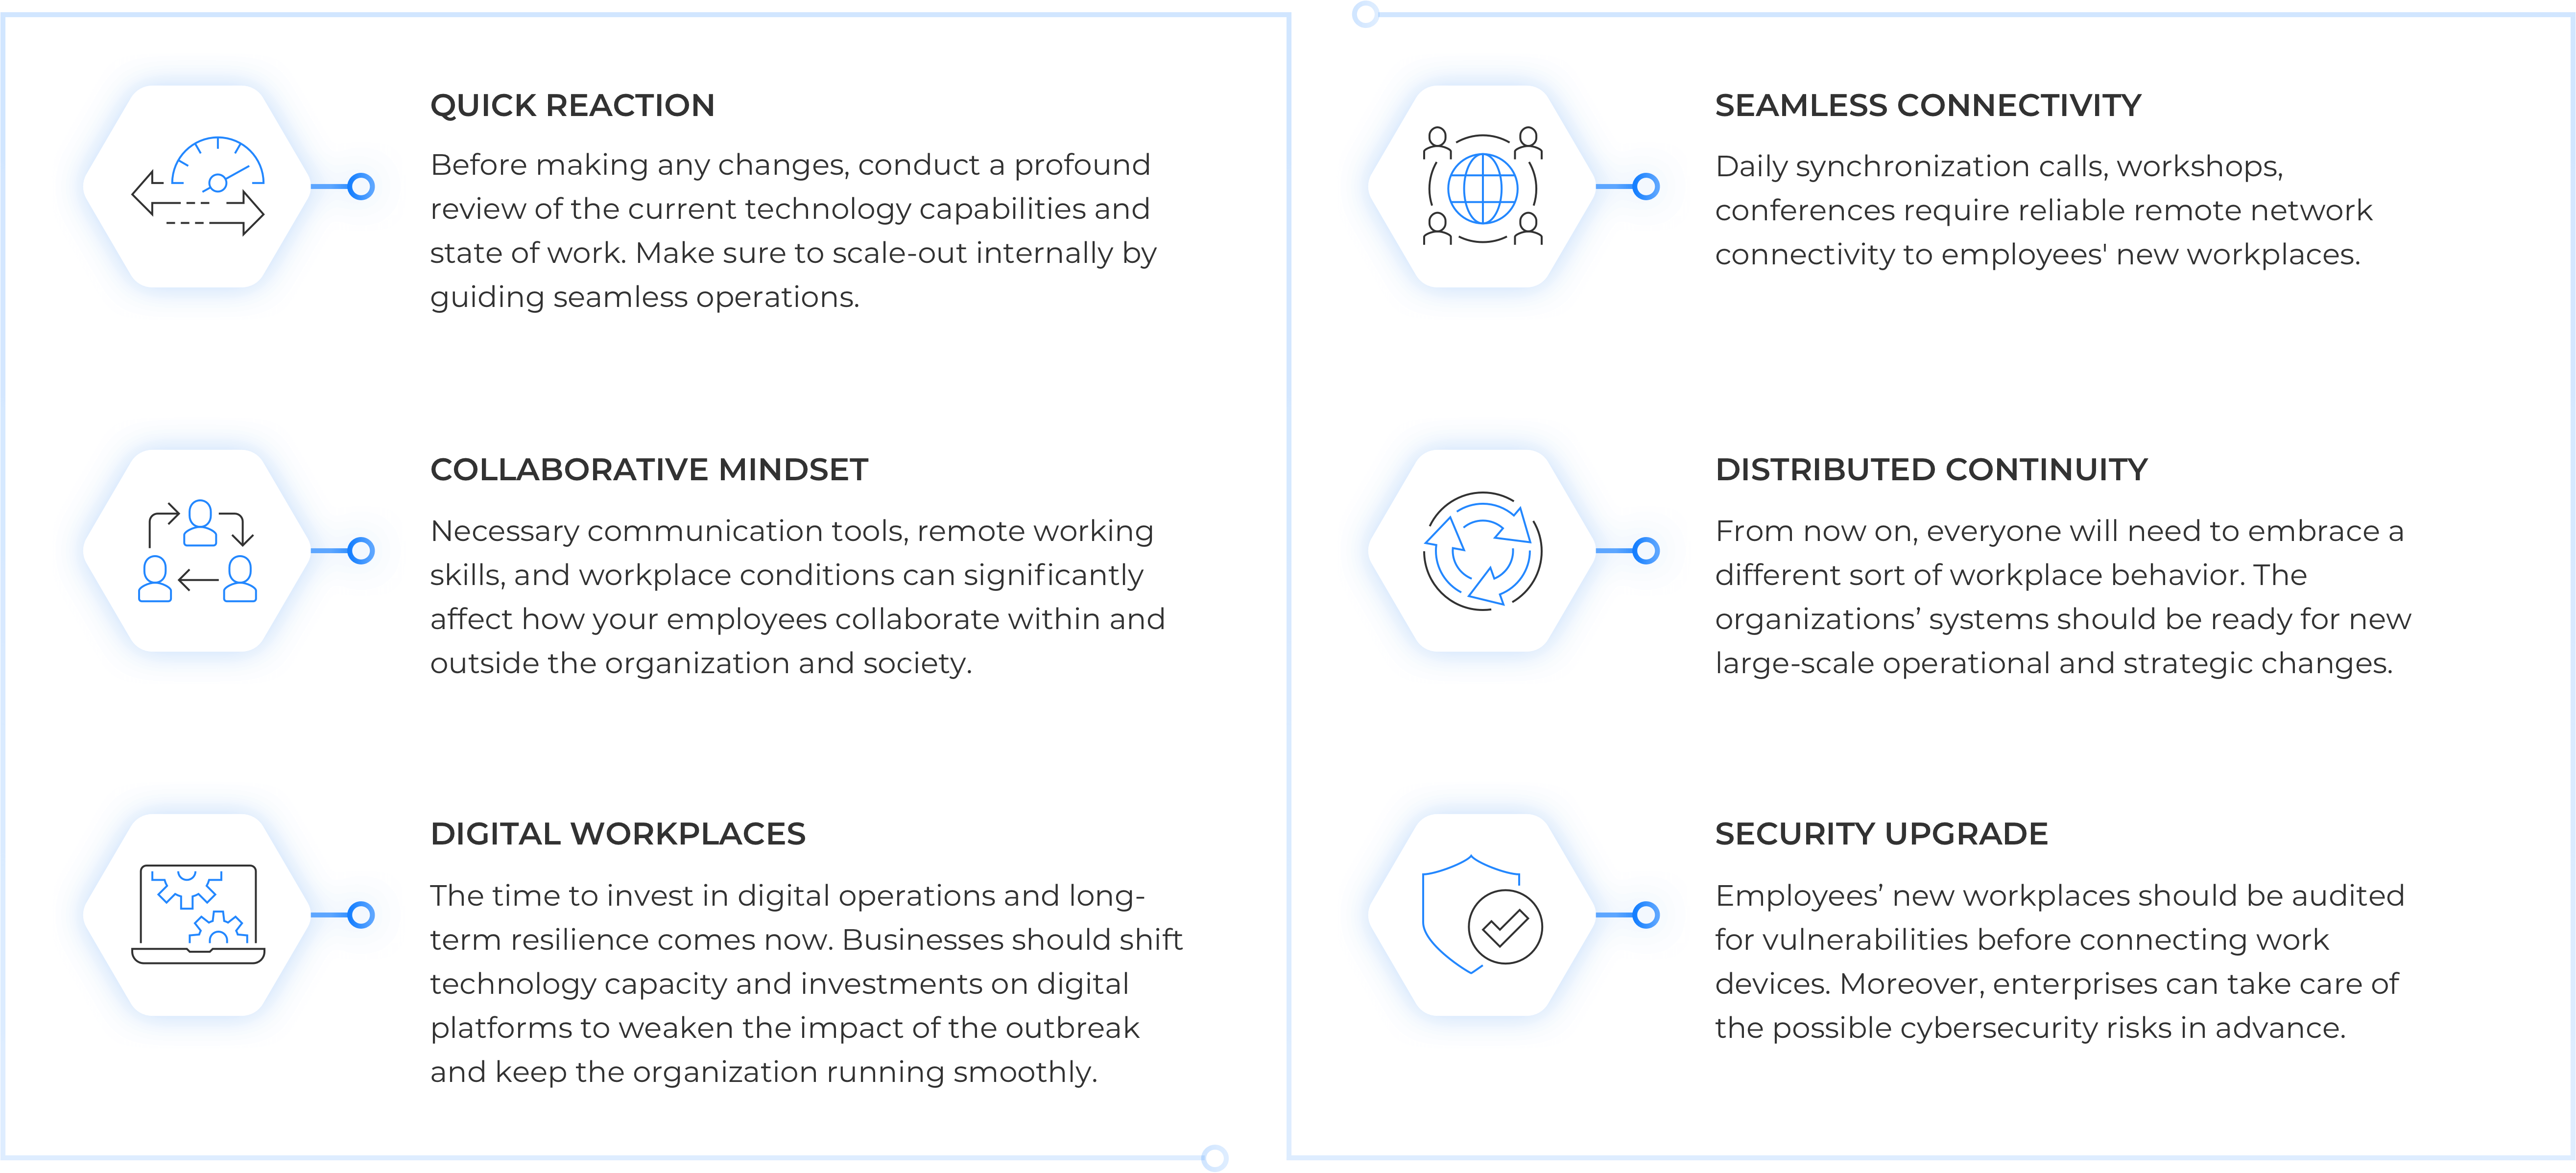 QUICK REACTION
Before making any changes, conduct a profound
review of the current technology capabilities and
state of work. Make sure to scale-out internally by
guiding seamless operations.
COLLABORATIVE MINDSET
Necessary communication tools, remote working
skills, and workplace conditions can significantly
affect how your employees collaborate within and
outside the organization and society.
DIGITAL WORKPLACES
The time to invest in digital operations and long-
term resilience comes now. Businesses should shift
technology capacity and investments on digital
platforms to weaken the impact of the outbreak
and keep the organization running smoothly.
SEAMLESS CONNECTIVITY
Daily synchronization calls, workshops,
conferences require reliable remote network
connectivity to employees' new workplaces.
DISTRIBUTED CONTINUITY
From now on, everyone will need to embrace a
different sort of workplace behavior. The
organizations’ systems should be ready for new
large-scale operational and strategic changes.
SECURITY UPGRADE
Employees’ new workplaces should be audited
for vulnerabilities before connecting work
devices. Moreover, enterprises can take care of
the possible cybersecurity risks in advance.